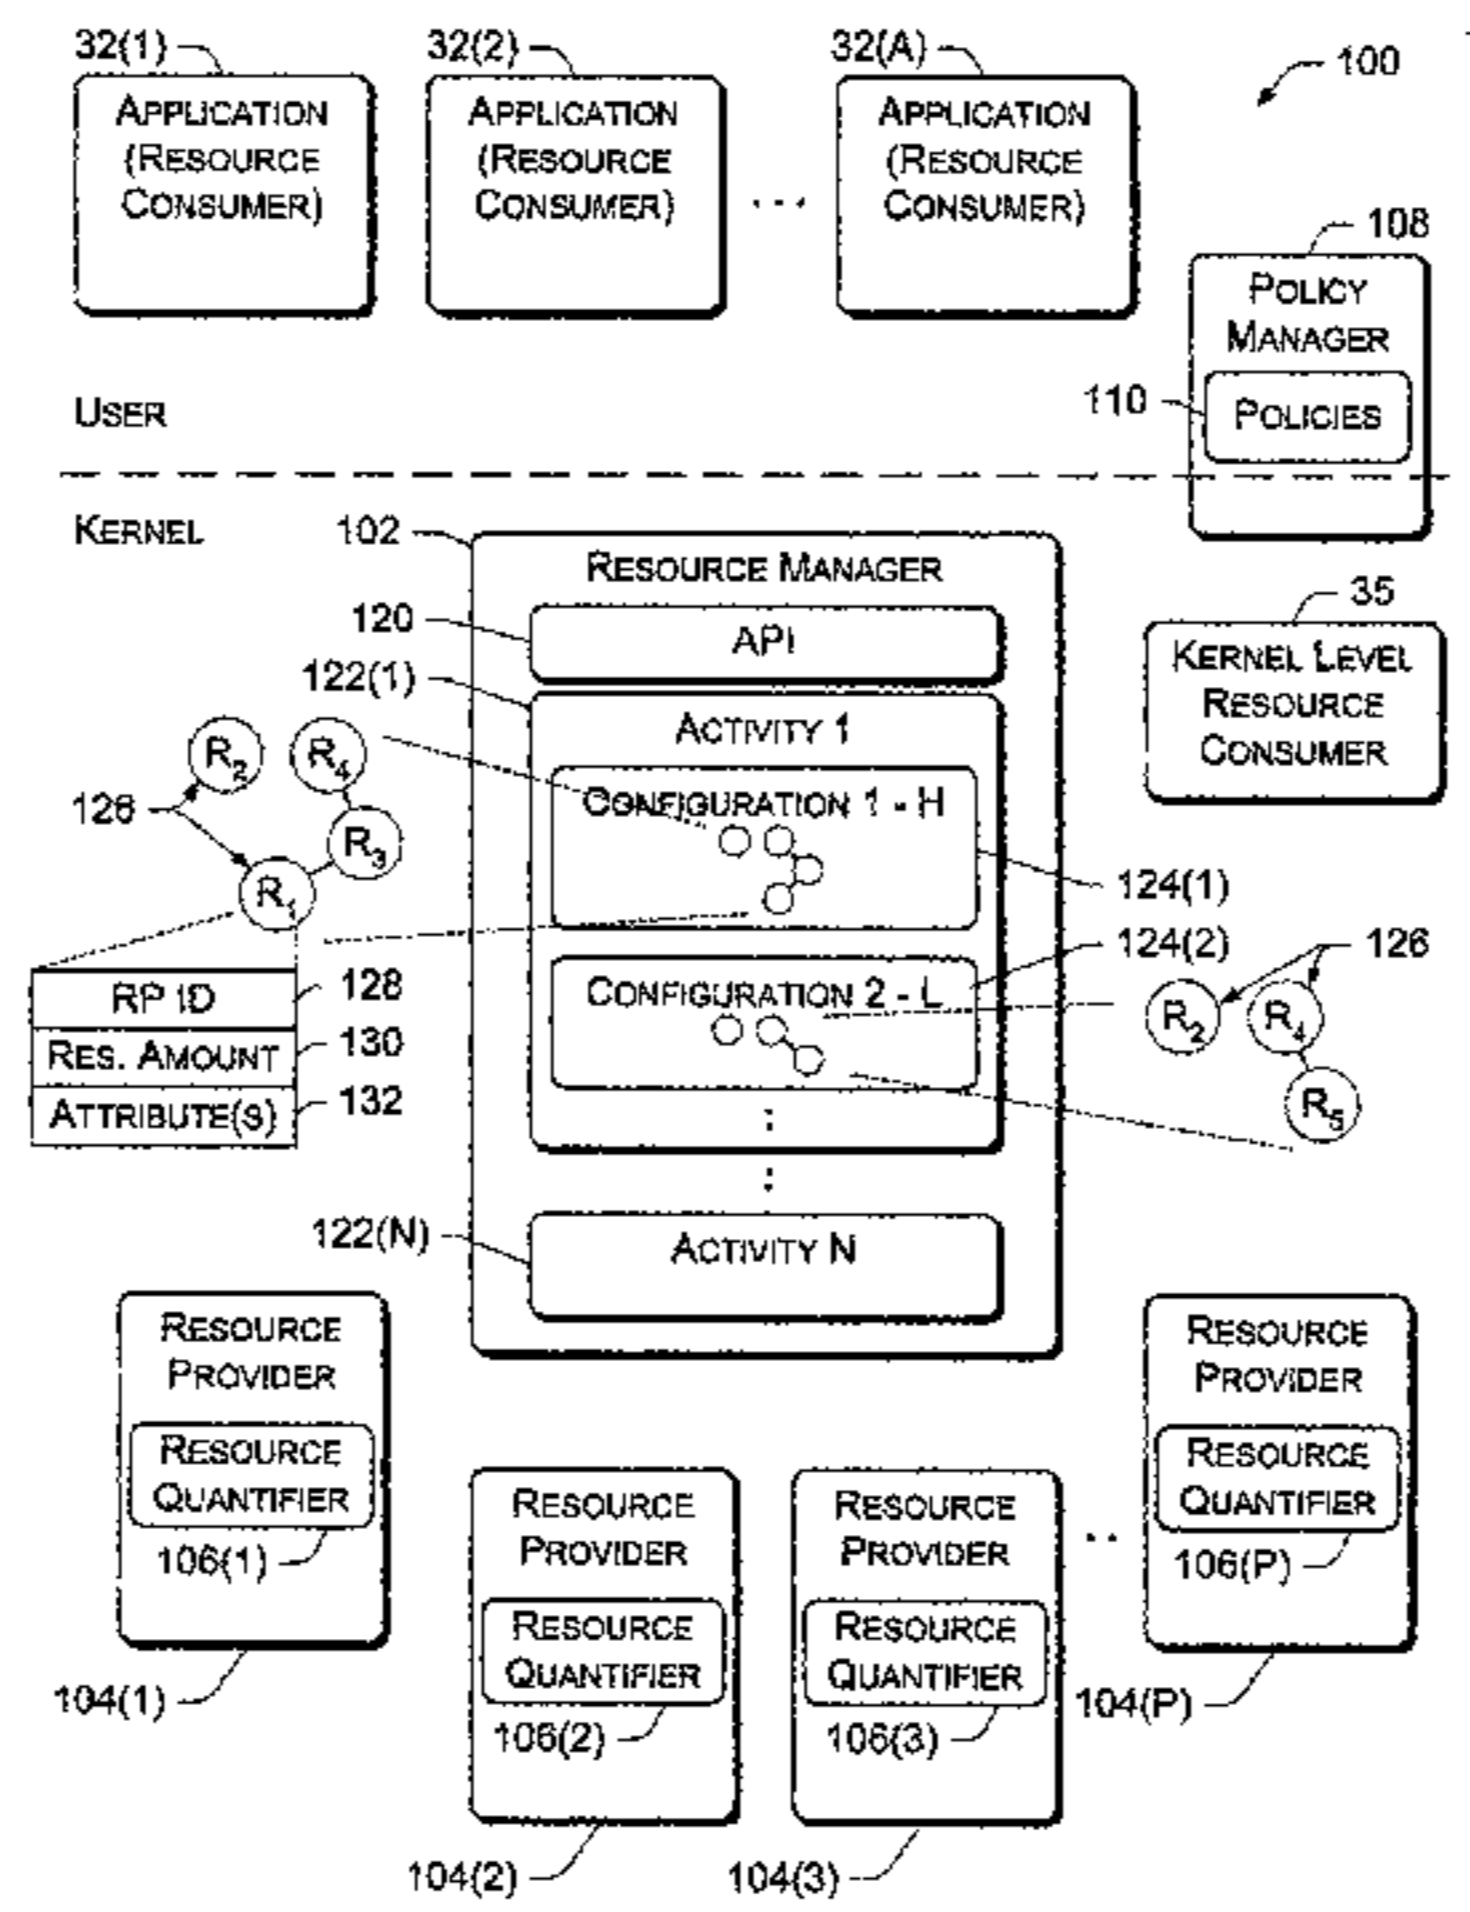 32(1)
32(2)
32(A)
100
APPLICATION
(RESOURCE
CONSUMER)
APPLICATION
(RESOURCE
CONSUMER)
...
APPLICATION
(RESOURCE
CONSUMER)
108
POLICY
MANAGER
110
POLICIES
USER
KERNEL
102
RESOURCE MANAGER
120
API
35
KERNEL LEVEL
RESOURCE
CONSUMER
122(1)
ACTIVITY 1
R2
R4
126
R3
R1
CONFIGURATION 1 - H
124(1)
124(2)
126
CONFIGURATION 2 - L
R2
R4
R5
RP ID
128
RES. AMOUNT
130
ATTRIBUTE(S)
132
122(N)
ACTIVITY N
RESOURCE
PROVIDER
RESOURCE
QUANTIFIER
106(1)
104(1)
RESOURCE
PROVIDER
RESOURCE
QUANTIFIER
106(2)
104(2)
RESOURCE
PROVIDER
RESOURCE
QUANTIFIER
106(3)
104(3)
..
RESOURCE
PROVIDER
RESOURCE
QUANTIFIER
106(P)
104(P)